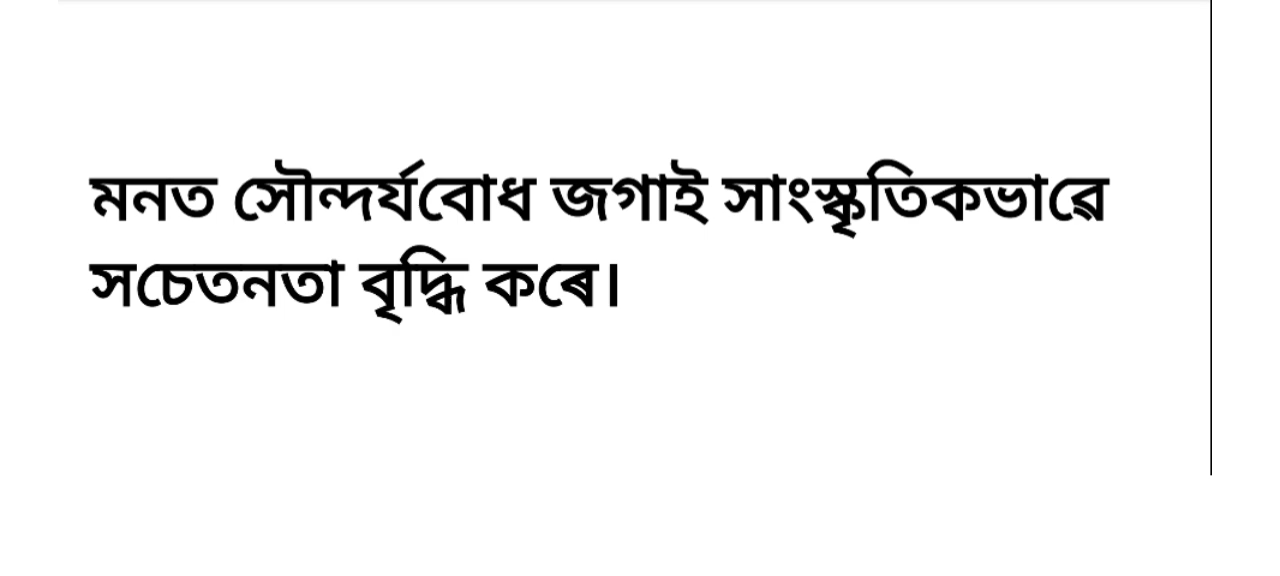 মনত সৌন্দৰ্যবোধ জগাই সাংস্কৃতিকভাৱে
সচেতনতা বৃদ্ধি কৰে।